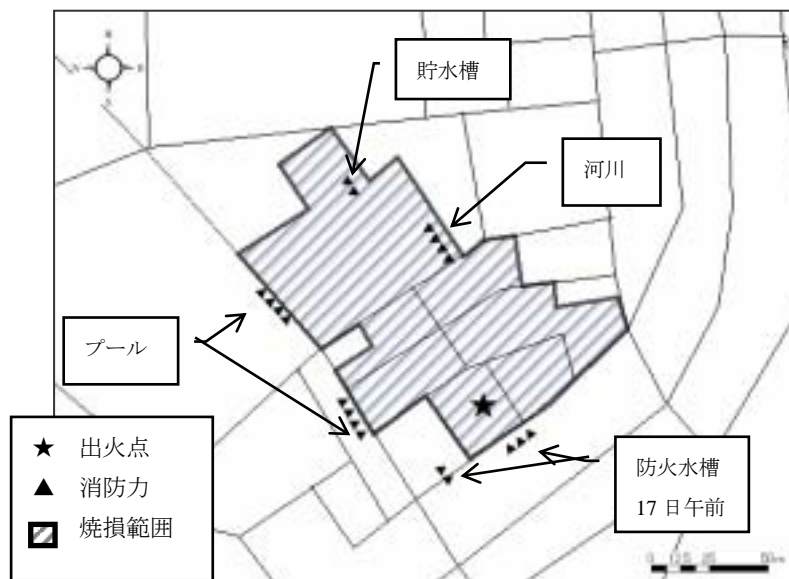 貯水槽
河川
プール
★ 出火点
▲ 消防力
焼損範囲
防火水槽
17 日午前